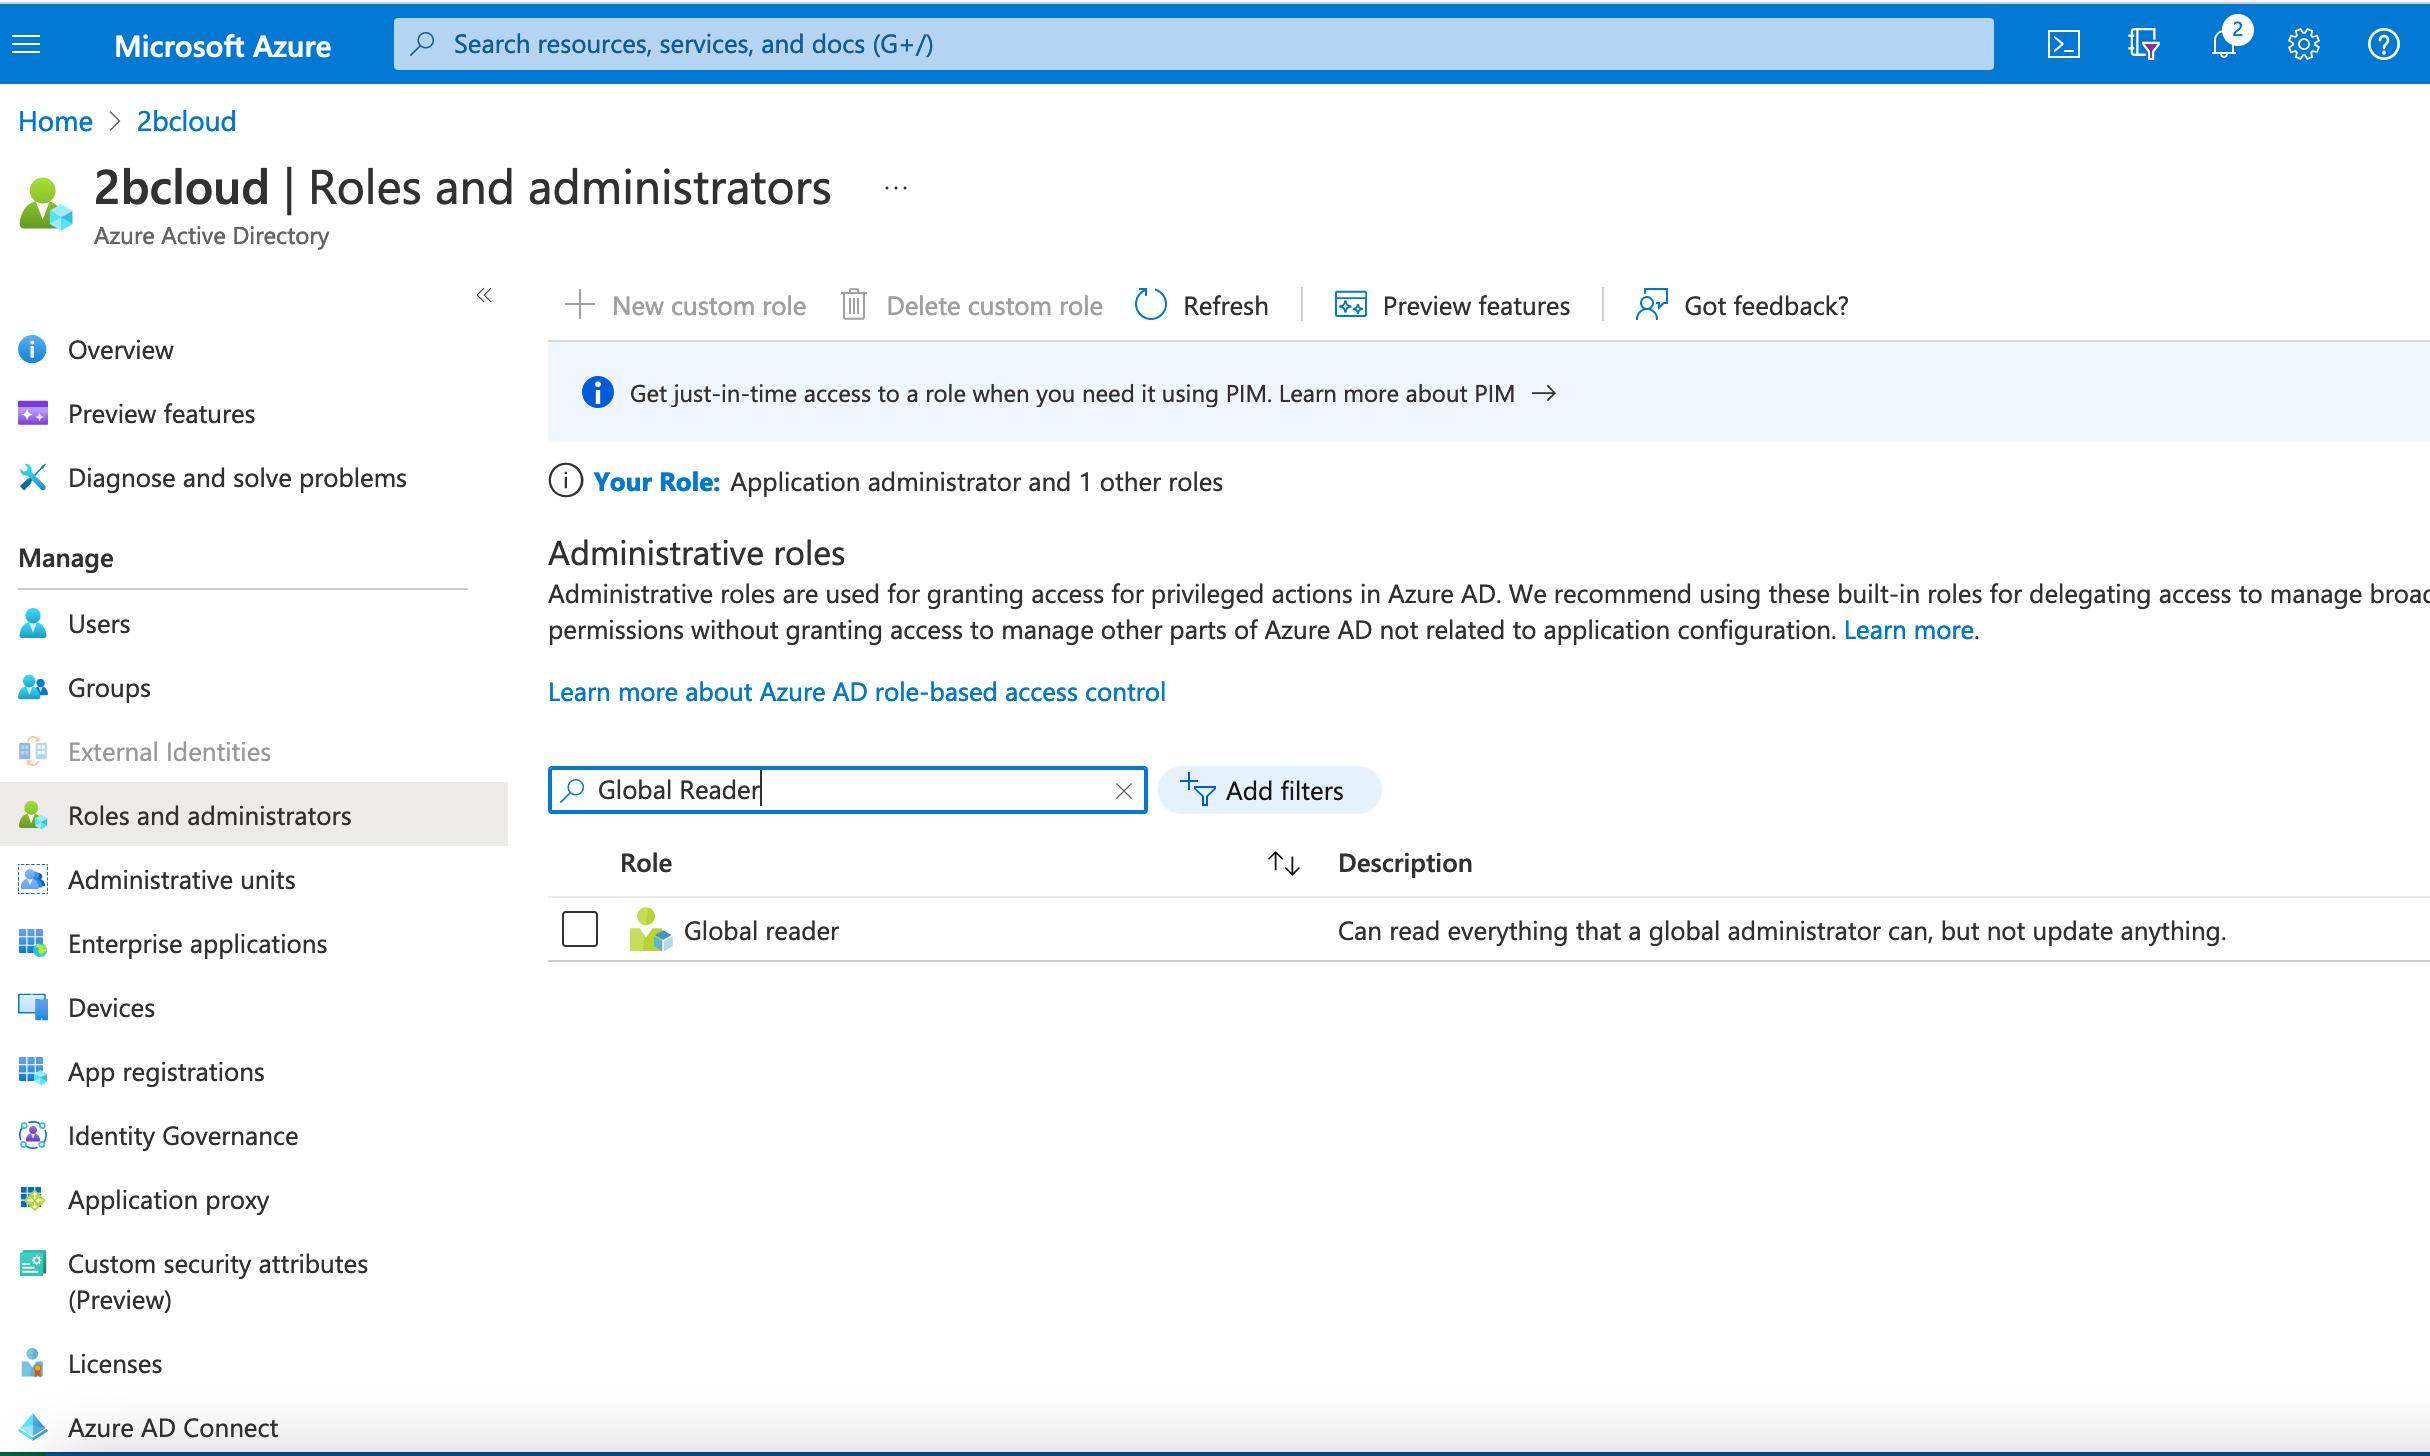 Microsoft Azure
Search resources, services, and docs (G+/)
2
Home > 2bcloud
2bcloud | Roles and administrators ...
Azure Active Directory
«
Overview
Preview features
Diagnose and solve problems
Manage
Users
Groups
External Identities
Roles and administrators
Administrative units
Enterprise applications
Devices
App registrations
Identity Governance
Application proxy
Custom security attributes
(Preview)
Licenses
Azure AD Connect
New custom role Delete custom role Refresh Preview features Got feedback?
Get just-in-time access to a role when you need it using PIM. Learn more about PIM →
Your Role: Application administrator and 1 other roles
Administrative roles
Administrative roles are used for granting access for privileged actions in Azure AD. We recommend using these built-in roles for delegating access to manage broad
permissions without granting access to manage other parts of Azure AD not related to application configuration. Learn more.
Learn more about Azure AD role-based access control
Global Reader Add filters
Role ↑↓ Description
Global reader Can read everything that a global administrator can, but not update anything.